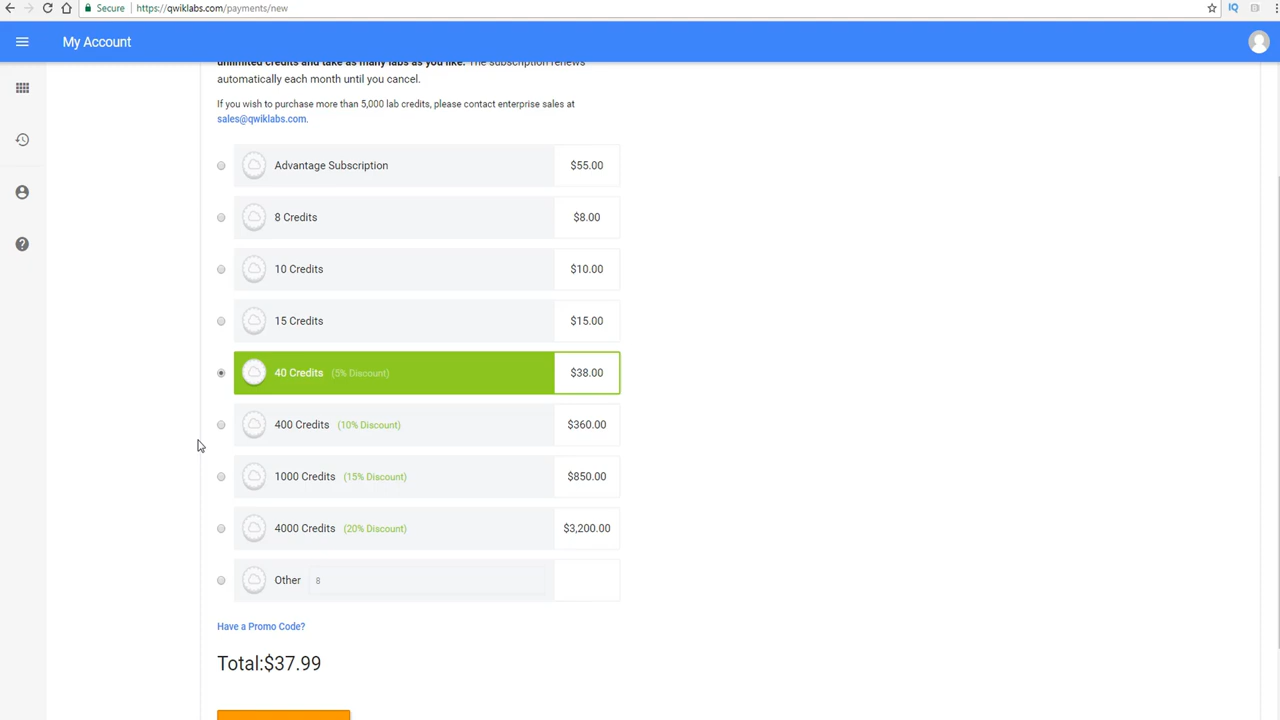 Secure
https://qwiklabs.com/payments/new
IQ
My Account
unlimited credits and take as many labs as you like. The subscription renews
automatically each month until you cancel.
If you wish to purchase more than 5,000 lab credits, please contact enterprise sales at
sales@qwiklabs.com.
Advantage Subscription $55.00
8 Credits $8.00
10 Credits $10.00
15 Credits $15.00
40 Credits (5% Discount) $38.00
400 Credits (10% Discount) $360.00
1000 Credits (15% Discount) $850.00
4000 Credits (20% Discount) $3,200.00
Other 8
Have a Promo Code?
Total:$37.99